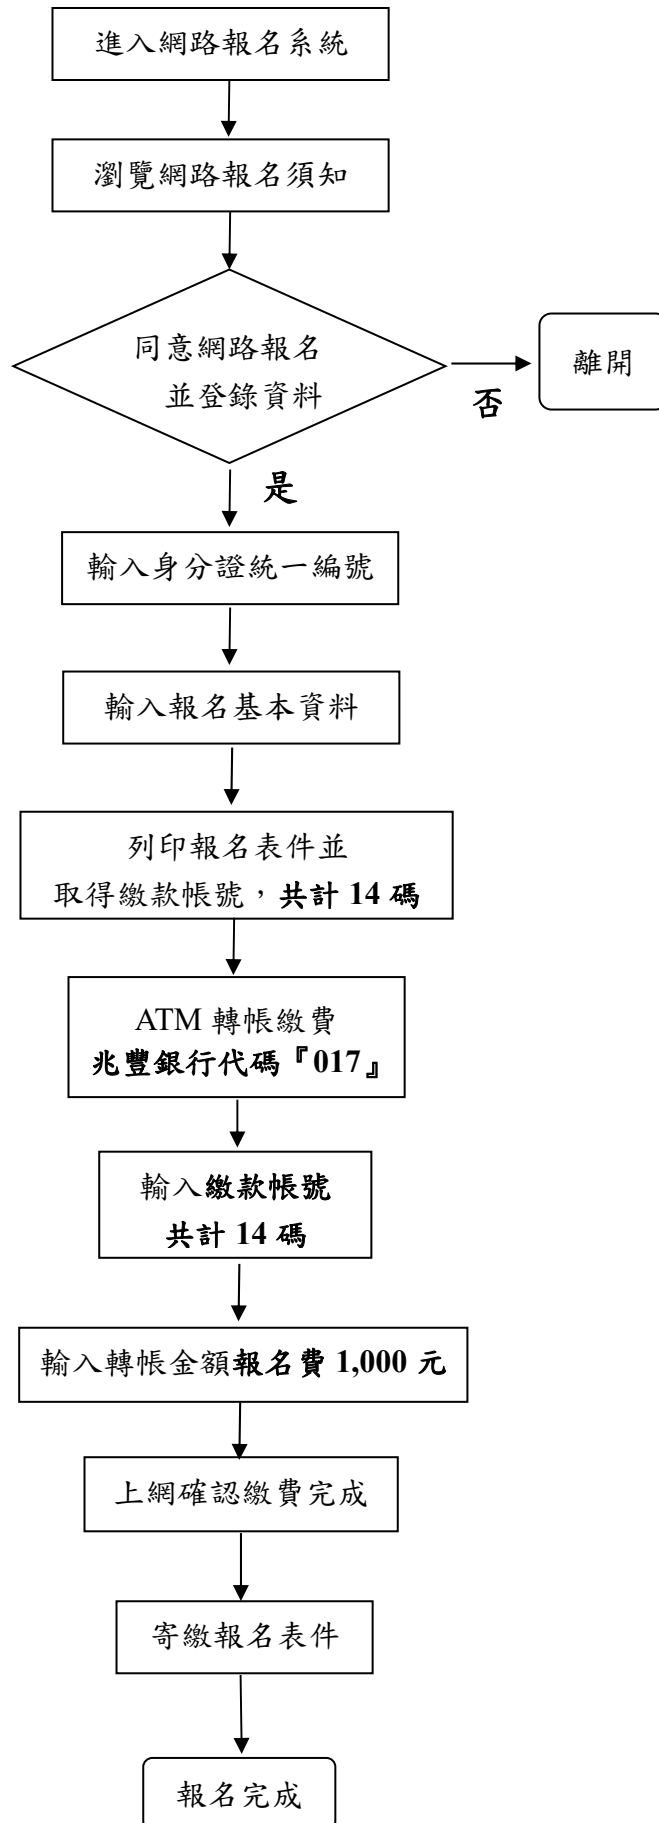 進入網路報名系統
瀏覽網路報名須知
同意網路報名
並登錄資料
否
離開
是
輸入身分證統一編號
輸入報名基本資料
列印報名表件並
取得繳款帳號，共計 14 碼
ATM 轉帳繳費
兆豐銀行代碼『017』
輸入繳款帳號
共計 14 碼
輸入轉帳金額報名費 1,000 元
上網確認繳費完成
寄繳報名表件
報名完成